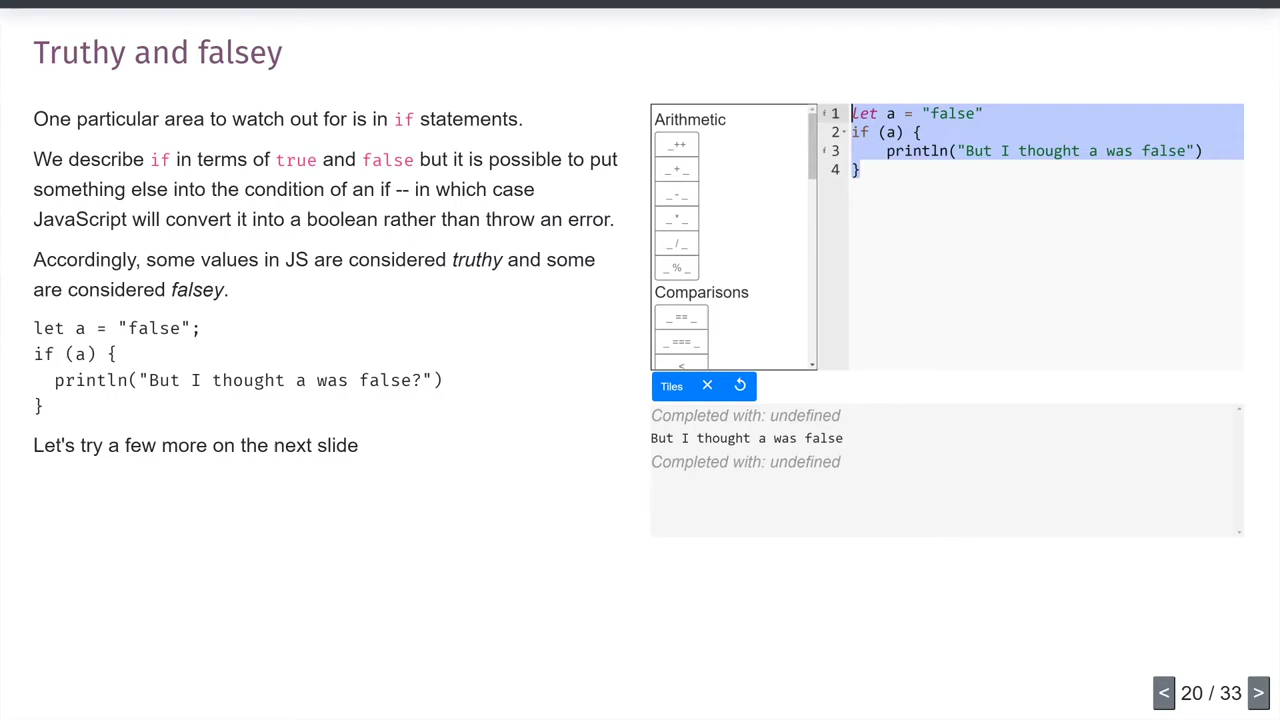 Truthy and falsey
One particular area to watch out for is in if statements.
We describe if in terms of true and false but it is possible to put
something else into the condition of an if -- in which case
JavaScript will convert it into a boolean rather than throw an error.
Accordingly, some values in JS are considered truthy and some
are considered falsey.
let a = "false";
if (a) {
  println("But I thought a was false?")
}
Let's try a few more on the next slide
Arithmetic
_++
_ + _
_ - _
_ * _
_ / _
_ % _
Comparisons
_ == _
_ === _
<
i 1 let a = "false"
2 if (a) {
i 3     println("But I thought a was false")
4 }
Tiles
Completed with: undefined
But I thought a was false
Completed with: undefined
< 20 / 33 >